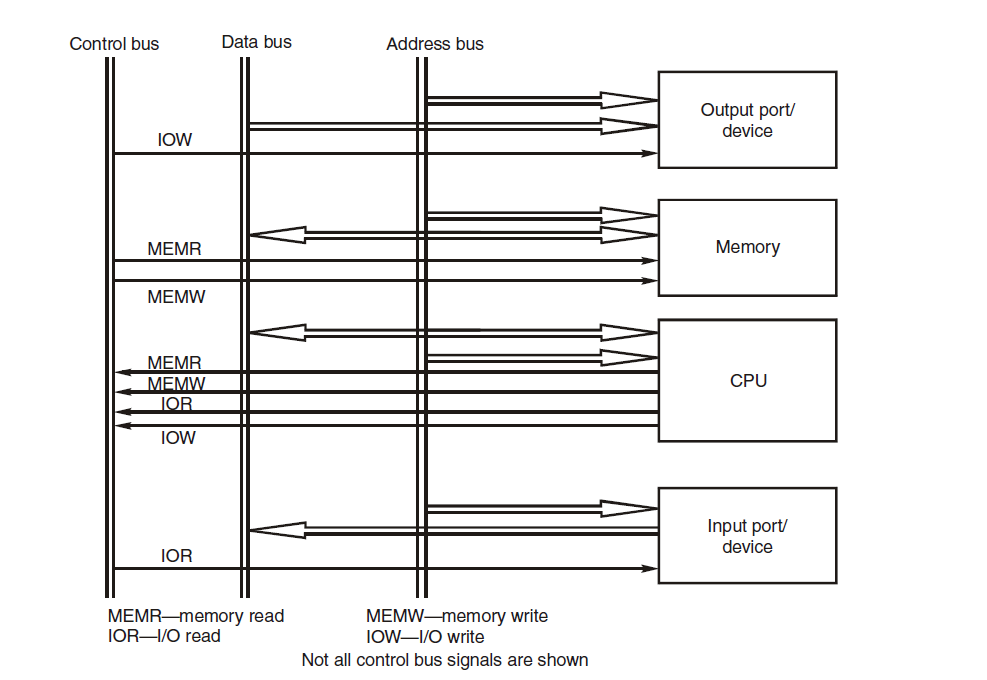 Control bus
Data bus
Address bus
Output port/
device
IOW
Memory
MEMR
MEMW
CPU
MEMR
MEMW
IOR
IOW
Input port/
device
IOR
MEMR—memory read
MEMW—memory write
IOR—I/O read
IOW—I/O write
Not all control bus signals are shown